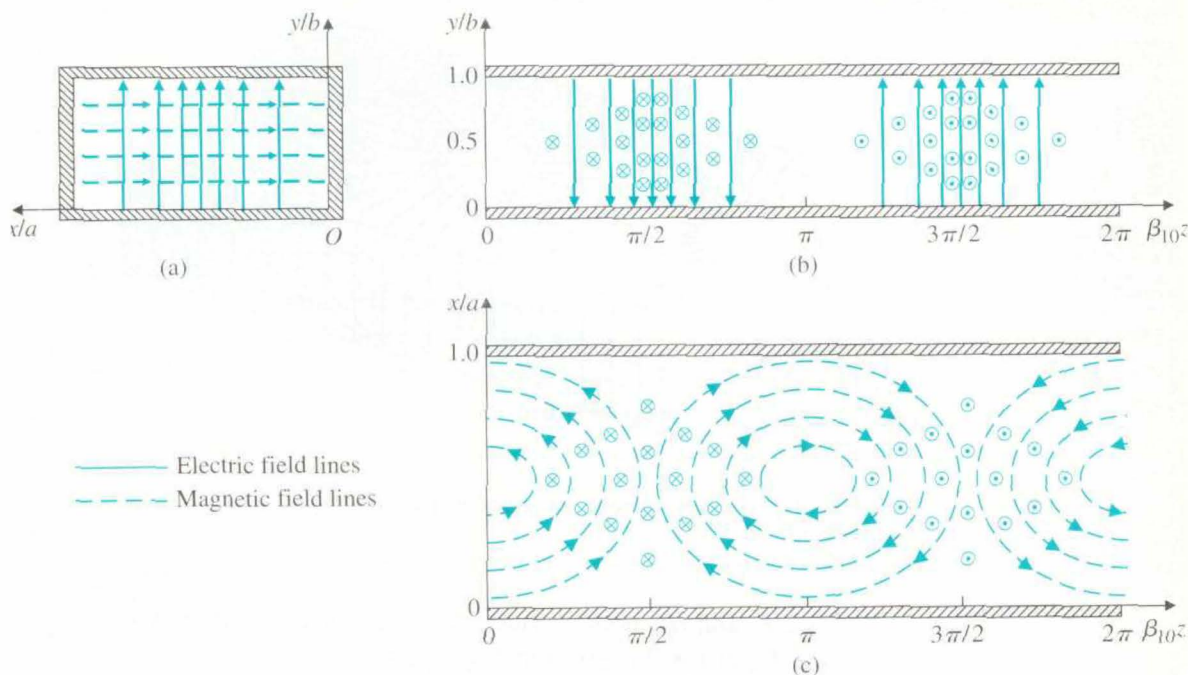 y/b
x/a
O
(a)
y/b
1.0
0.5
0
0
π/2
π
3π/2
2π
β₁₀z
(b)
x/a
1.0
0
0
π/2
π
3π/2
2π
β₁₀z
(c)
Electric field lines
Magnetic field lines